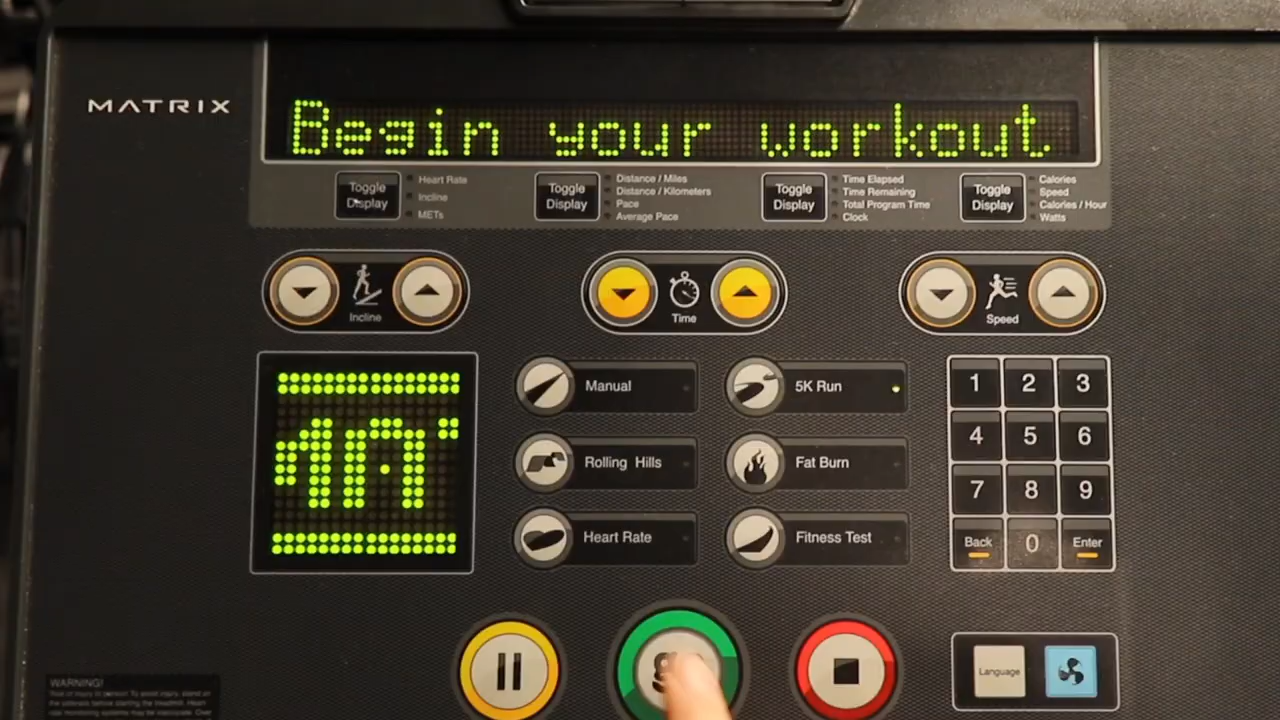 MATRIX
Begin your workout
Toggle Display
Heart Rate
Incline
METs
Toggle Display
Distance / Miles
Distance / Kilometers
Pace
Average Pace
Toggle Display
Time Elapsed
Time Remaining
Total Program Time
Clock
Toggle Display
Calories
Speed
Calories / Hour
Watts
Incline
Time
Speed
Manual
5K Run
Rolling Hills
Fat Burn
Heart Rate
Fitness Test
1 2 3
4 5 6
7 8 9
Back 0 Enter
Language
WARNING!